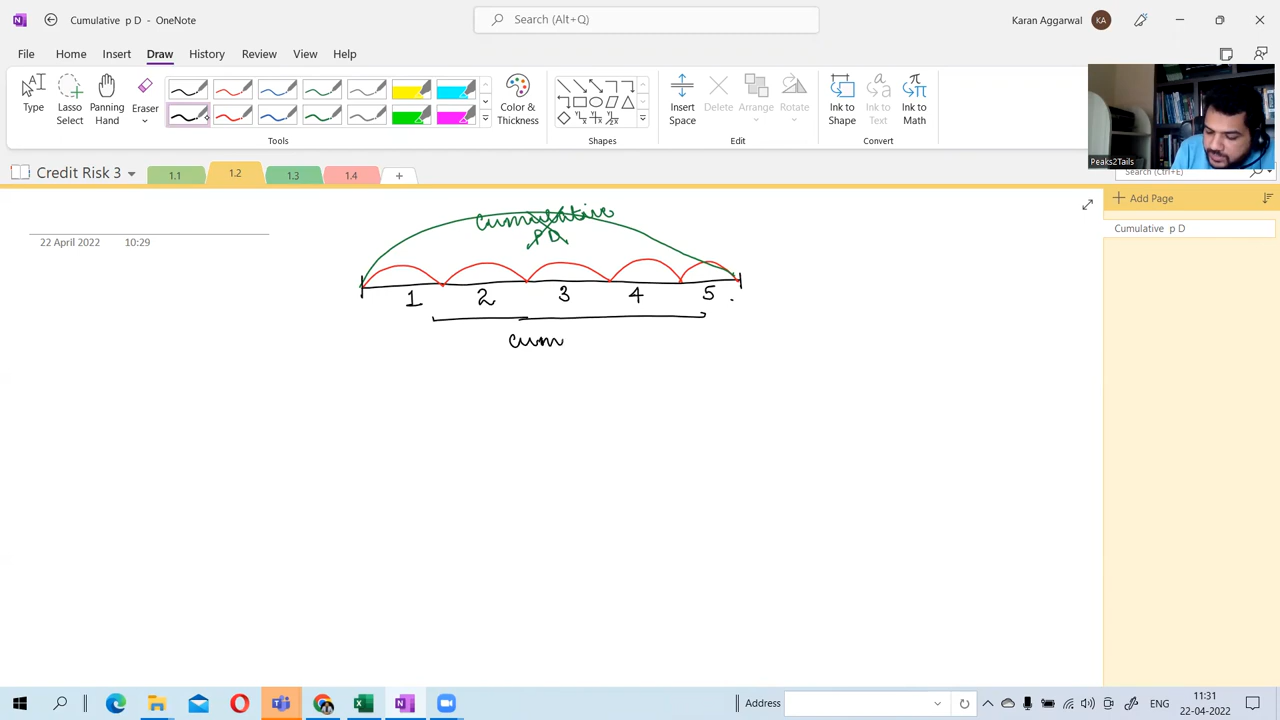 Cumulative p D - OneNote
Search (Alt+Q)
Karan Aggarwal
KA
File Home Insert Draw History Review View Help
Type
Lasso Select
Panning Hand
Eraser
Color & Thickness
Insert Space
Delete
Arrange
Rotate
Ink to Shape
Ink to Text
Ink to Math
Tools
Shapes
Edit
Convert
Peaks2Tails
Credit Risk 3
1.1
1.2
1.3
1.4
Search (Ctrl+E)
Add Page
Cumulative p D
22 April 2022 10:29
cumulative
PD
1 2 3 4 5
cum
Address
ENG
11:31
22-04-2022